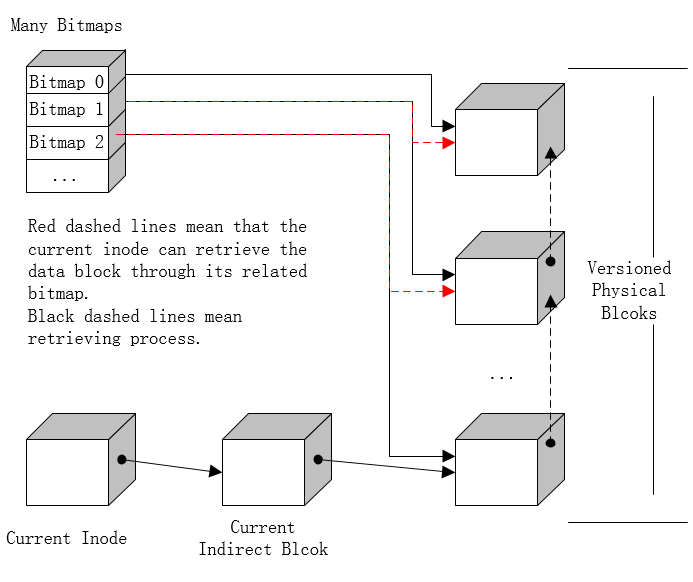 Many Bitmaps
Bitmap 0
Bitmap 1
Bitmap 2
...
Red dashed lines mean that the
current inode can retrieve the
data block through its related
bitmap.
Black dashed lines mean
retrieving process.
Versioned
Physical
Blcoks
...
Current Inode
Current
Indirect Blcok